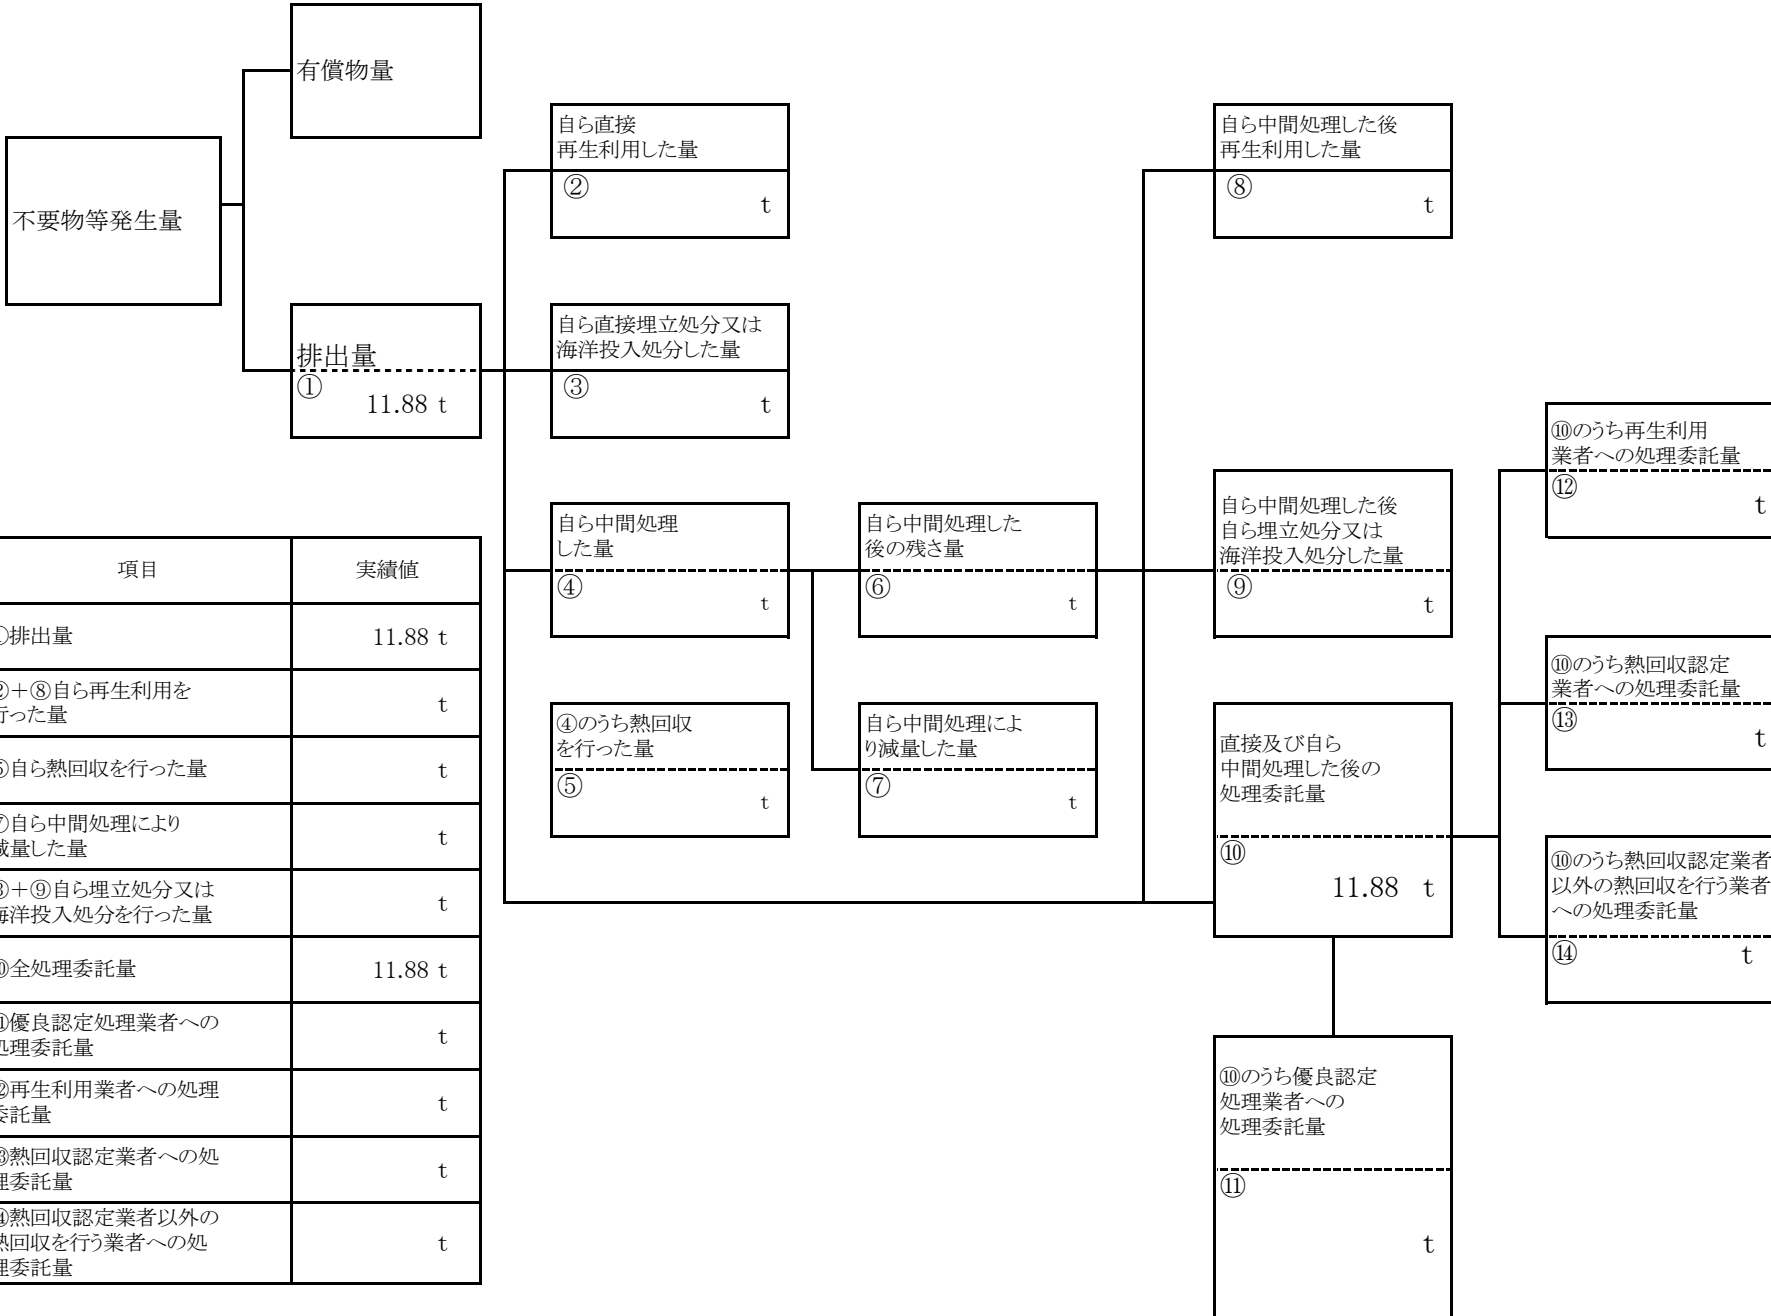 有償物量
不要物等発生量
排出量
①
11.88 t
自ら直接
再生利用した量
②
t
自ら直接埋立処分又は
海洋投入処分した量
③
t
自ら中間処理
した量
④
t
④のうち熱回収
を行った量
⑤
t
自ら中間処理した
後の残さ量
⑥
t
自ら中間処理によ
り減量した量
⑦
t
自ら中間処理した後
再生利用した量
⑧
t
自ら中間処理した後
自ら埋立処分又は
海洋投入処分した量
⑨
t
直接及び自ら
中間処理した後の
処理委託量
⑩
11.88 t
⑩のうち優良認定
処理業者への
処理委託量
⑪
t
⑩のうち再生利用
業者への処理委託量
⑫
t
⑩のうち熱回収認定
業者への処理委託量
⑬
t
⑩のうち熱回収認定業者
以外の熱回収を行う業者
への処理委託量
⑭
t
項目 実績値
①排出量 11.88 t
②＋⑧自ら再生利用を
行った量
t
⑤自ら熱回収を行った量 t
⑦自ら中間処理により
減量した量
t
③＋⑨自ら埋立処分又は
海洋投入処分を行った量
t
⑩全処理委託量 11.88 t
⑪優良認定処理業者への
処理委託量
t
⑫再生利用業者への処理
委託量
t
⑬熱回収認定業者への処
理委託量
t
⑭熱回収認定業者以外の
熱回収を行う業者への処
理委託量
t